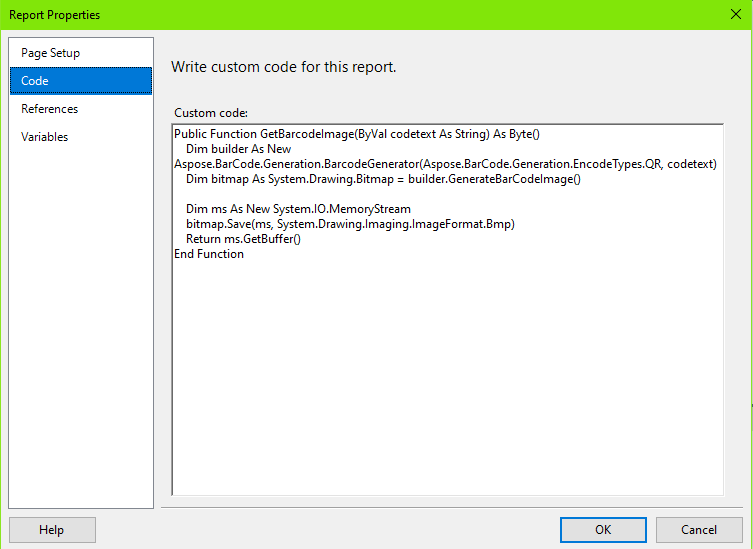 Report Properties
Page Setup
Code
References
Variables
Write custom code for this report.
Custom code:
Public Function GetBarcodeImage(ByVal codetext As String) As Byte()
    Dim builder As New
Aspose.BarCode.Generation.BarcodeGenerator(Aspose.BarCode.Generation.EncodeTypes.QR, codetext)
    Dim bitmap As System.Drawing.Bitmap = builder.GenerateBarCodeImage()
    Dim ms As New System.IO.MemoryStream
    bitmap.Save(ms, System.Drawing.Imaging.ImageFormat.Bmp)
    Return ms.GetBuffer()
End Function
Help
OK
Cancel